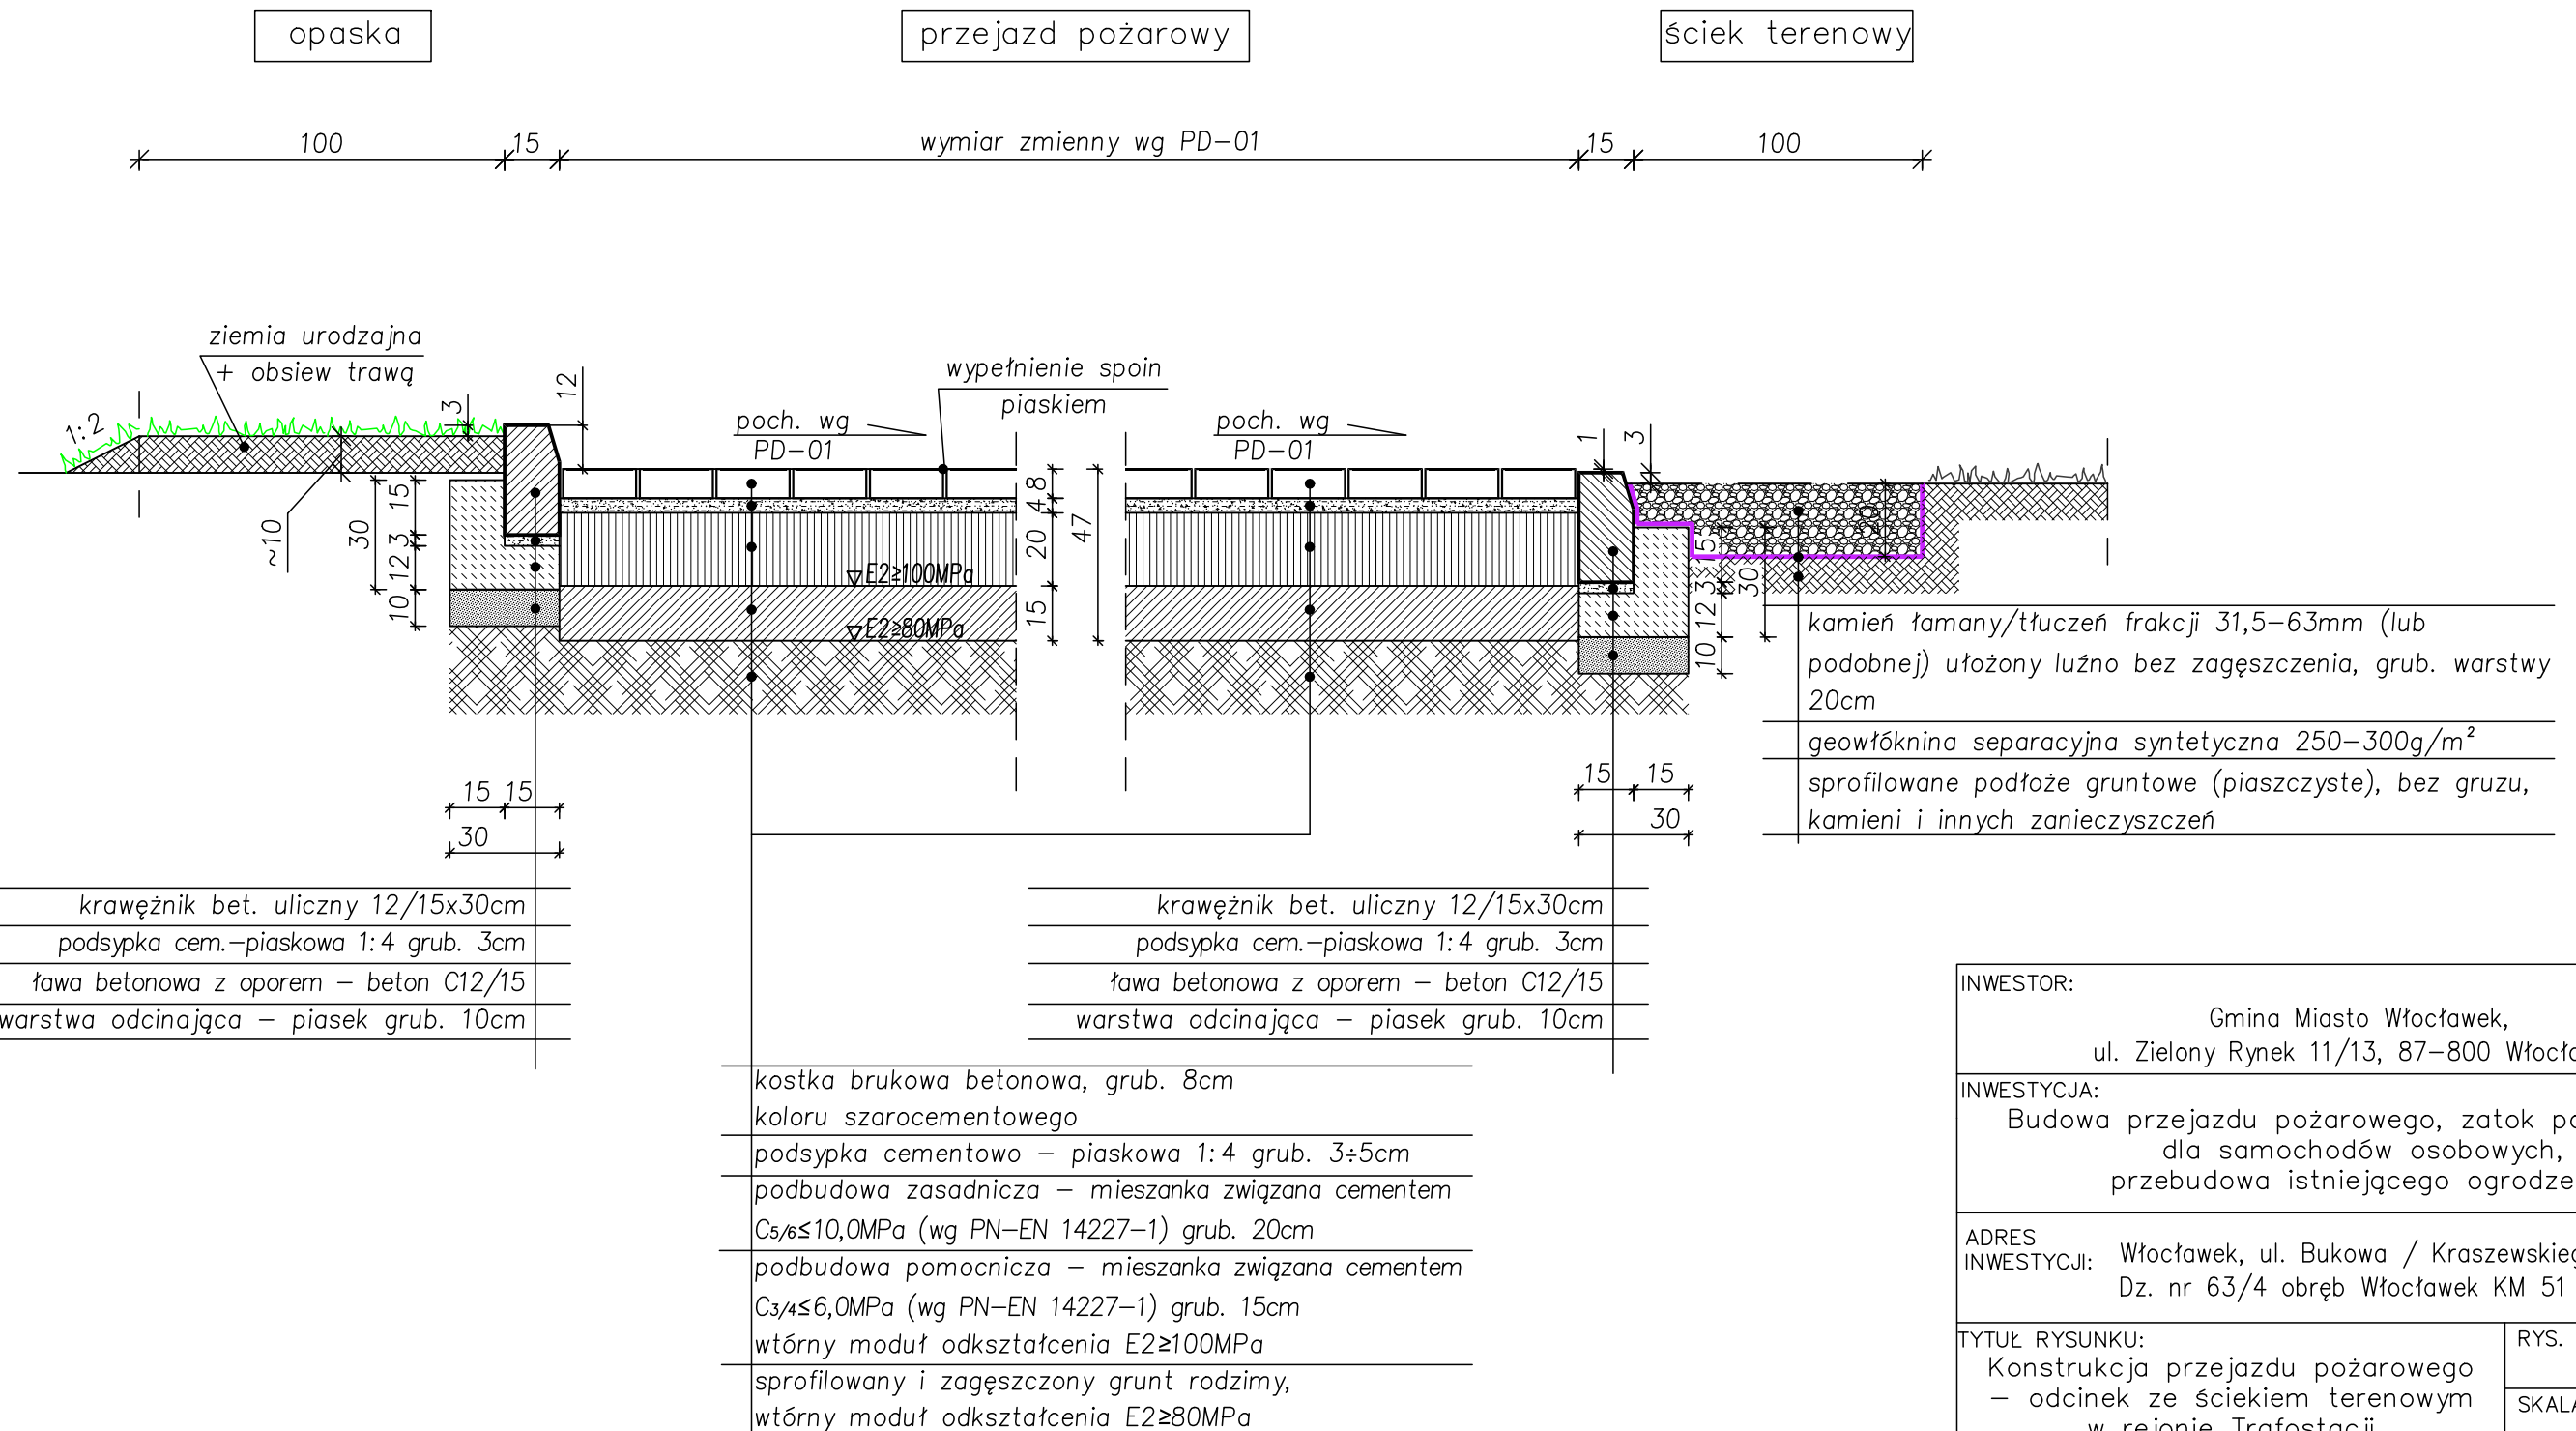 opaska
przejazd pożarowy
ściek terenowy
100
15
wymiar zmienny wg PD-01
15
100
ziemia urodzajna
+ obsiew trawą
1:2
3
12
~10
wypełnienie spoin
piaskiem
poch. wg
PD-01
poch. wg
PD-01
1
3
30
15
3
12
10
8
4
20
15
47
E2≥100MPa
E2≥80MPa
20
15
3
12
10
30
15 15
30
15 15
30
kamień łamany/tłuczeń frakcji 31,5-63mm (lub
podobnej) ułożony luźno bez zagęszczenia, grub. warstwy
20cm
geowłóknina separacyjna syntetyczna 250-300g/m²
sprofilowane podłoże gruntowe (piaszczyste), bez gruzu,
kamieni i innych zanieczyszczeń
krawężnik bet. uliczny 12/15x30cm
podsypka cem.-piaskowa 1:4 grub. 3cm
ława betonowa z oporem - beton C12/15
warstwa odcinająca - piasek grub. 10cm
krawężnik bet. uliczny 12/15x30cm
podsypka cem.-piaskowa 1:4 grub. 3cm
ława betonowa z oporem - beton C12/15
warstwa odcinająca - piasek grub. 10cm
kostka brukowa betonowa, grub. 8cm
koloru szarocementowego
podsypka cementowo - piaskowa 1:4 grub. 3÷5cm
podbudowa zasadnicza - mieszanka związana cementem
C5/6≤10,0MPa (wg PN-EN 14227-1) grub. 20cm
podbudowa pomocnicza - mieszanka związana cementem
C3/4≤6,0MPa (wg PN-EN 14227-1) grub. 15cm
wtórny moduł odkształcenia E2≥100MPa
sprofilowany i zagęszczony grunt rodzimy,
wtórny moduł odkształcenia E2≥80MPa
INWESTOR:
Gmina Miasto Włocławek,
ul. Zielony Rynek 11/13, 87-800
INWESTYCJA:
Budowa przejazdu pożarowego, zatok
dla samochodów osobowych,
przebudowa istniejącego
ADRES
INWESTYCJI:
Włocławek, ul. Bukowa /
Dz. nr 63/4 obręb Włocławek KM 51
TYTUŁ RYSUNKU:
Konstrukcja przejazdu pożarowego
- odcinek ze ściekiem terenowym
w rejonie Trafostacji
RYS.